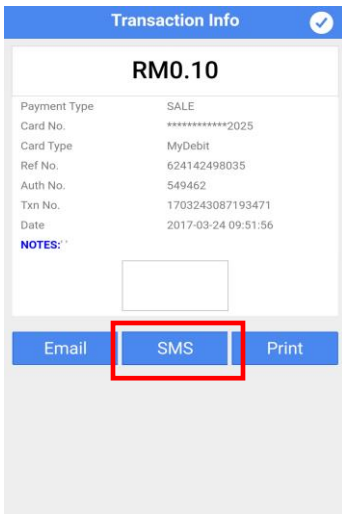 Transaction Info
RM0.10
Payment Type SALE
Card No. ************2025
Card Type MyDebit
Ref No. 624142498035
Auth No. 549462
Txn No. 1703243087193471
Date 2017-03-24 09:51:56
NOTES:' '
Email SMS Print